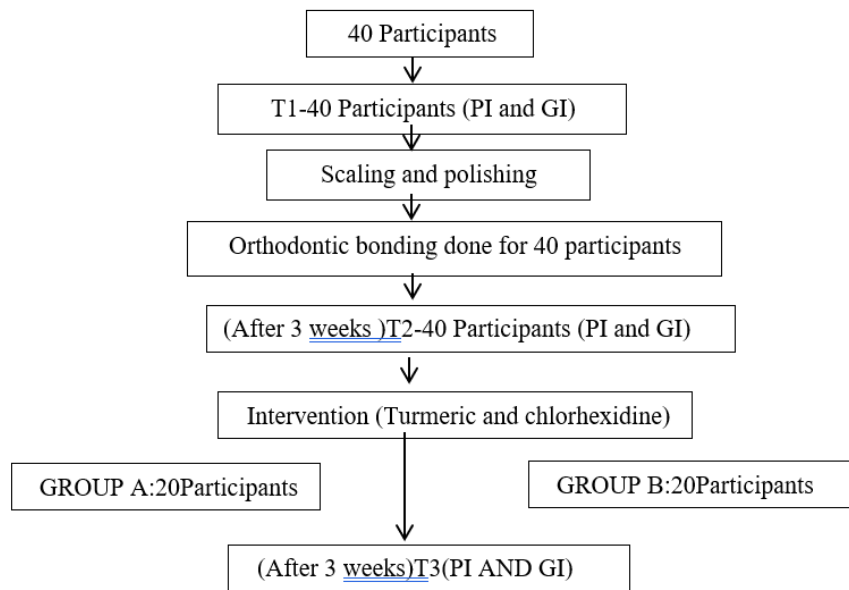 40 Participants
T1-40 Participants (PI and GI)
Scaling and polishing
Orthodontic bonding done for 40 participants
(After 3 weeks )T2-40 Participants (PI and GI)
Intervention (Turmeric and chlorhexidine)
GROUP A:20Participants
GROUP B:20Participants
(After 3 weeks)T3(PI AND GI)